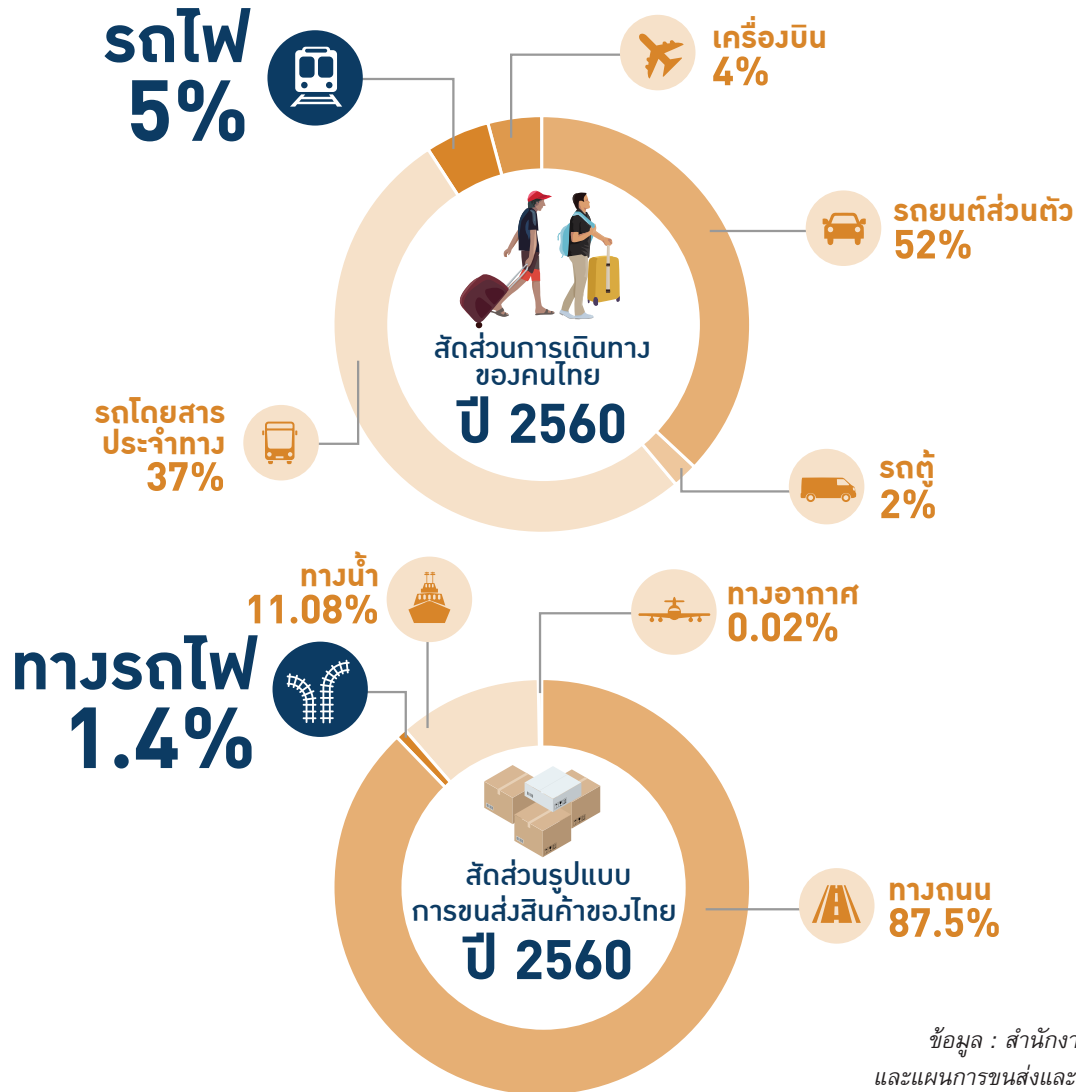 รถไฟ
5%
เครื่องบิน
4%
รถยนต์ส่วนตัว
52%
สัดส่วนการเดินทาง
ของคนไทย
ปี 2560
รถโดยสาร
ประจำทาง
37%
รถตู้
2%
ทางน้ำ
11.08%
ทางอากาศ
0.02%
ทางรถไฟ
1.4%
สัดส่วนรูปแบบ
การขนส่งสินค้าของไทย
ปี 2560
ทางถนน
87.5%
ข้อมูล : สำนักงา
และแผนการขนส่งและ